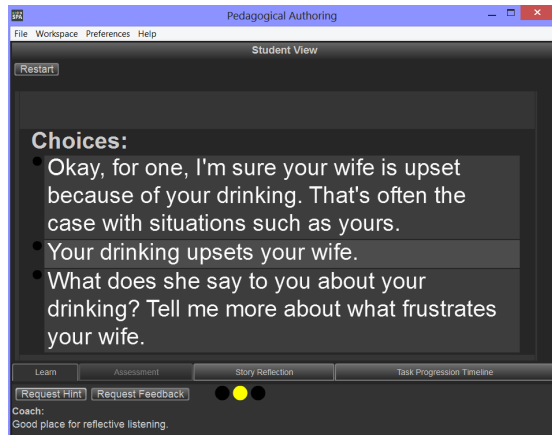 SPA
Pedagogical Authoring
File Workspace Preferences Help
Student View
Restart
Choices:
Okay, for one, I'm sure your wife is upset
because of your drinking. That's often the
case with situations such as yours.
Your drinking upsets your wife.
What does she say to you about your
drinking? Tell me more about what frustrates
your wife.
Learn Assessment Story Reflection Task Progression Timeline
Request Hint Request Feedback
Coach:
Good place for reflective listening.